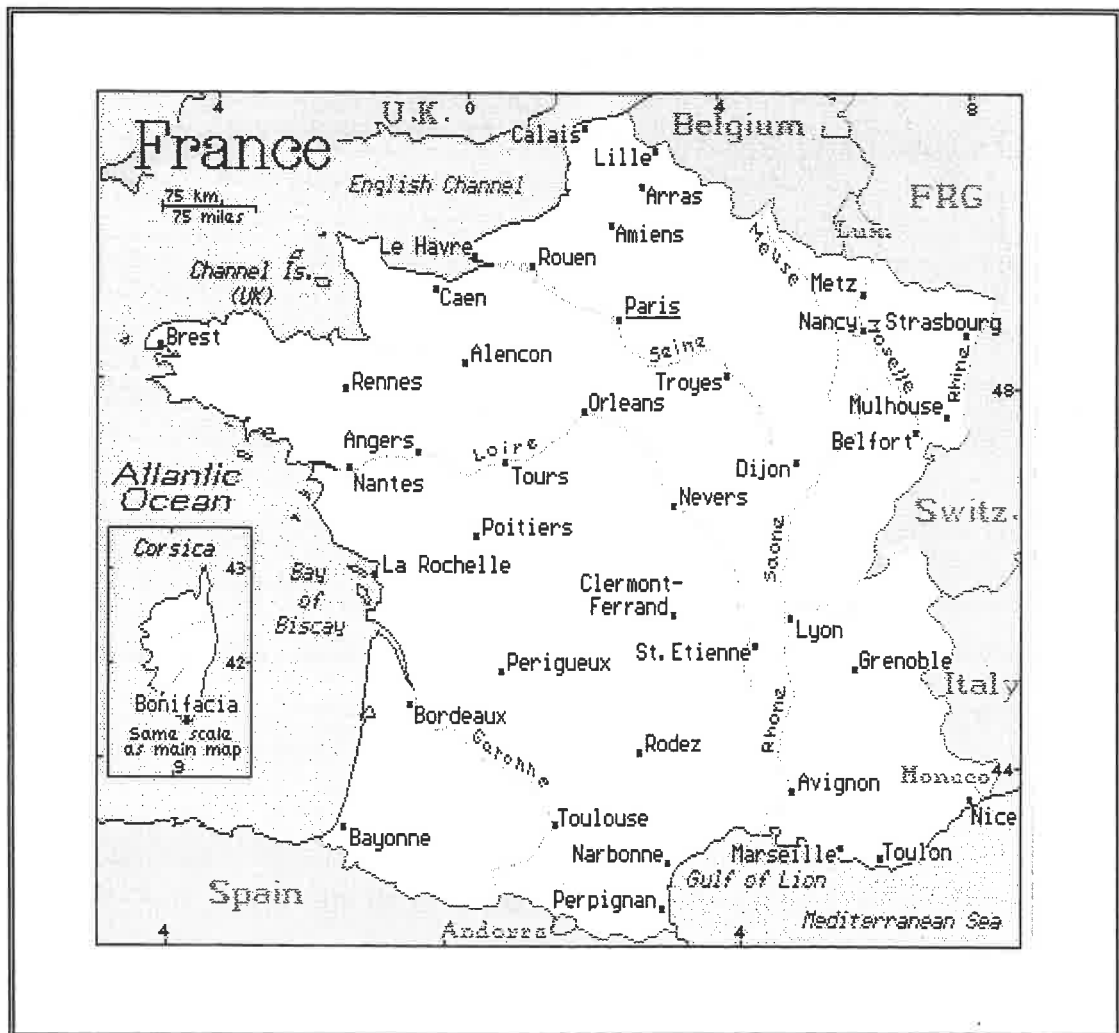 4
0
4
8
U.K.
France
Calais
Belgium
Lille
75 km,
75 miles
English Channel
Arras
FRG
Amiens
Lux
Meuse
Le Havre
Rouen
Channel Is.
(UK)
Metz
Caen
Paris
Nancy
Strasbourg
Moselle
Brest
Seine
Alencon
Rhine
Troyes
Rennes
48
Orleans
Mulhouse
Angers
Belfort
Loire
Tours
Dijon
Atlantic
Ocean
Nantes
Nevers
Switz.
Poitiers
Saone
Corsica
43
La Rochelle
Bay
of
Biscay
Clermont-
Ferrand
Lyon
42
Perigueux
St. Etienne
Grenoble
Italy
Bonifacia
Same scale
as main map
9
Bordeaux
Rhone
Garonne
Rodez
Monaco
44
Avignon
Nice
Bayonne
Toulouse
Narbonne
Marseille
Toulon
Gulf of Lion
Spain
Perpignan
Mediterranean Sea
Andorra
4
4